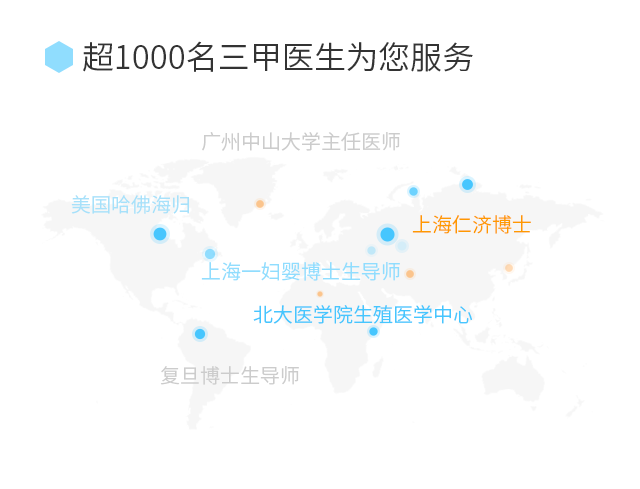 超1000名三甲医生为您服务
广州中山大学主任医师
美国哈佛海归
上海仁济博士
上海一妇婴博士生导师
北大医学院生殖医学中心
复旦博士生导师